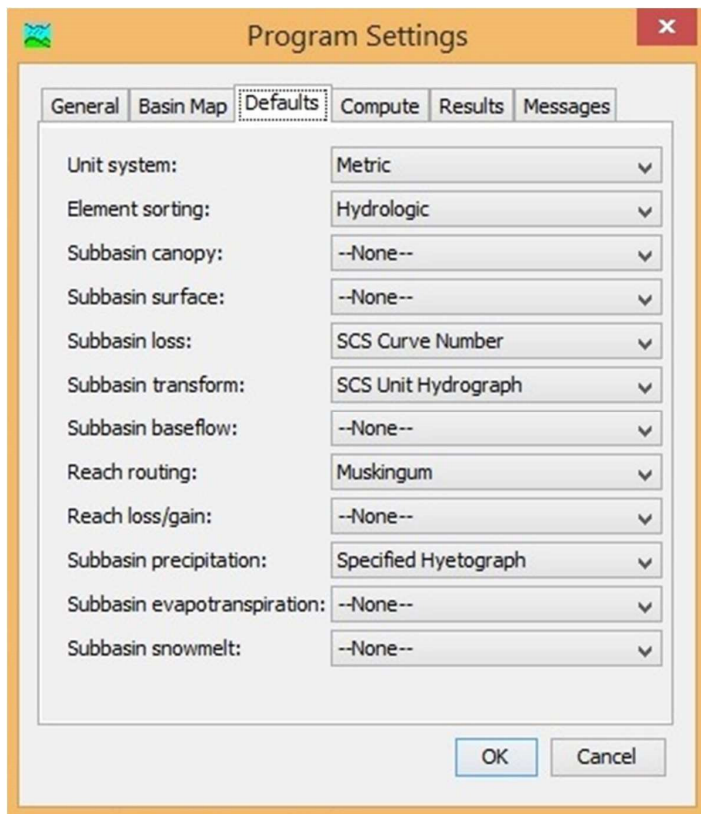 Program Settings
General Basin Map Defaults Compute Results Messages
Unit system: Metric
Element sorting: Hydrologic
Subbasin canopy: --None--
Subbasin surface: --None--
Subbasin loss: SCS Curve Number
Subbasin transform: SCS Unit Hydrograph
Subbasin baseflow: --None--
Reach routing: Muskingum
Reach loss/gain: --None--
Subbasin precipitation: Specified Hyetograph
Subbasin evapotranspiration: --None--
Subbasin snowmelt: --None--
OK Cancel